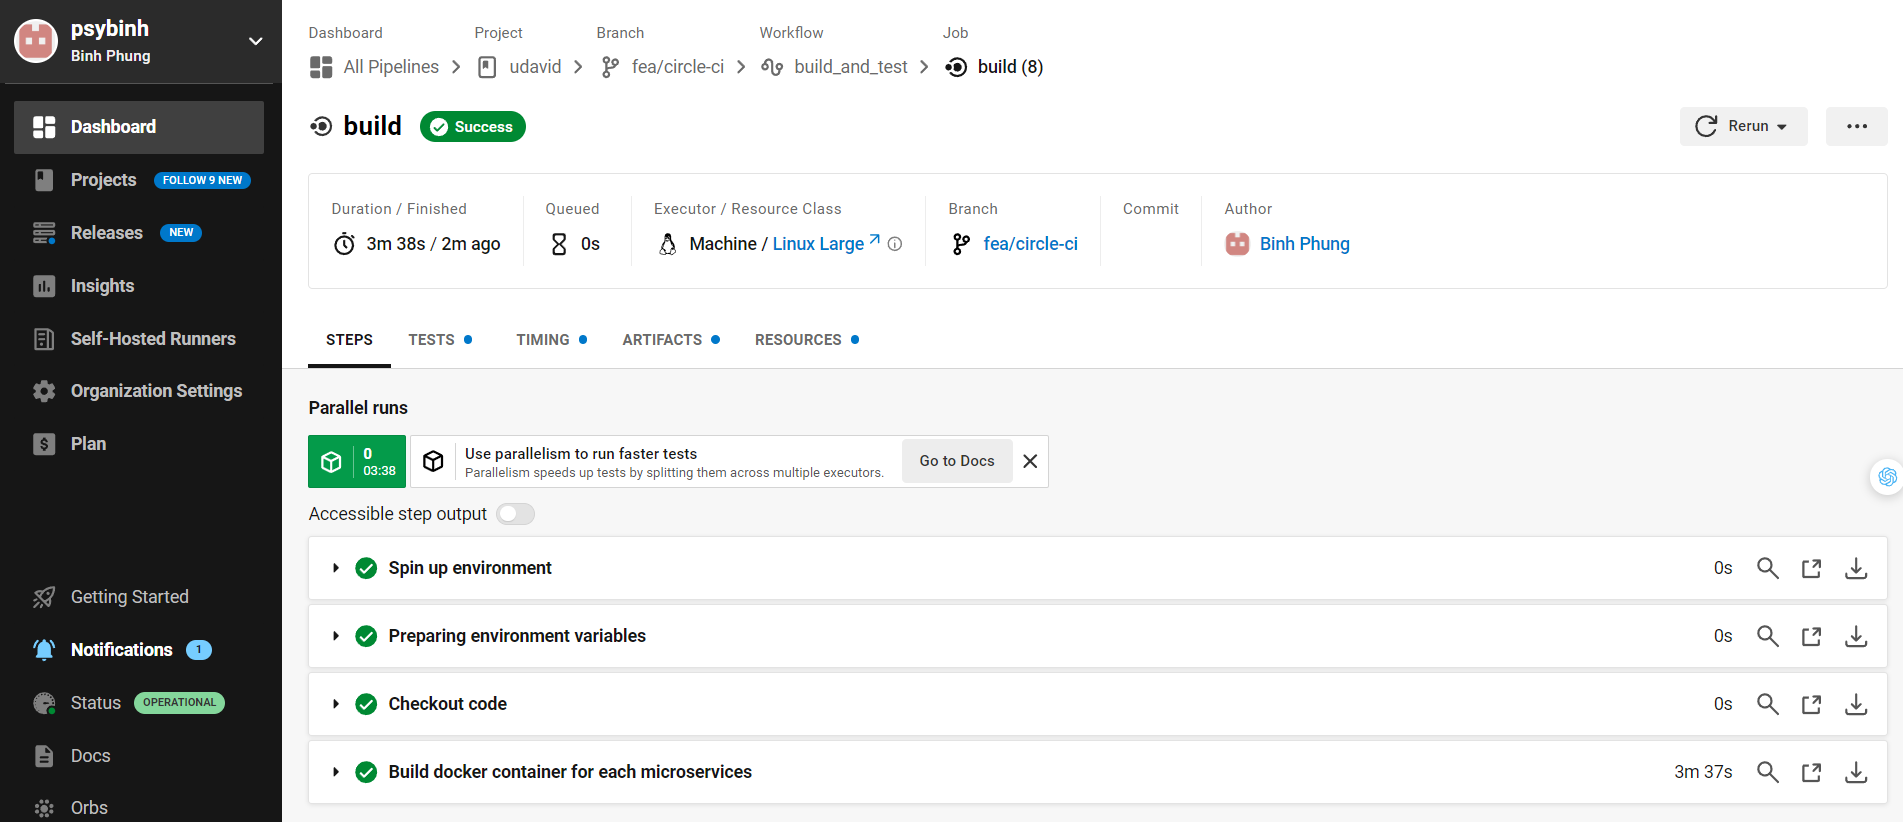 psybinh
Binh Phung
Dashboard
Projects FOLLOW 9 NEW
Releases NEW
Insights
Self-Hosted Runners
Organization Settings
Plan
Getting Started
Notifications 1
Status OPERATIONAL
Docs
Orbs
Dashboard Project Branch Workflow Job
All Pipelines udavid fea/circle-ci build_and_test build (8)
build Success Rerun
Duration / Finished Queued Executor / Resource Class Branch Commit Author
3m 38s / 2m ago 0s Machine / Linux Large fea/circle-ci Binh Phung
STEPS TESTS TIMING ARTIFACTS RESOURCES
Parallel runs
0
03:38
Use parallelism to run faster tests
Parallelism speeds up tests by splitting them across multiple executors.
Go to Docs
Accessible step output
Spin up environment 0s
Preparing environment variables 0s
Checkout code 0s
Build docker container for each microservices 3m 37s